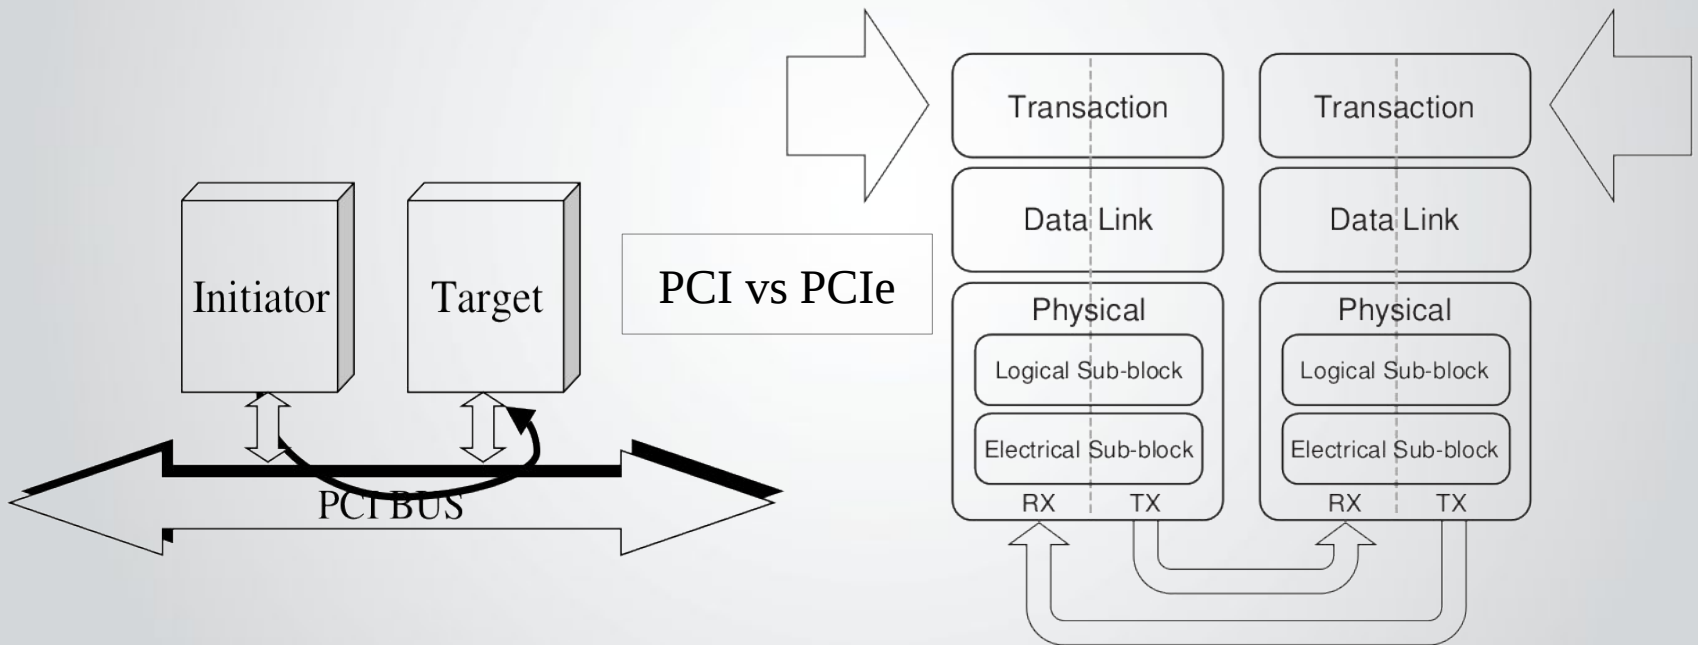 Initiator
Target
PCI BUS
PCI vs PCIe
Transaction
Data Link
Physical
Logical Sub-block
Electrical Sub-block
RX TX
Transaction
Data Link
Physical
Logical Sub-block
Electrical Sub-block
RX TX